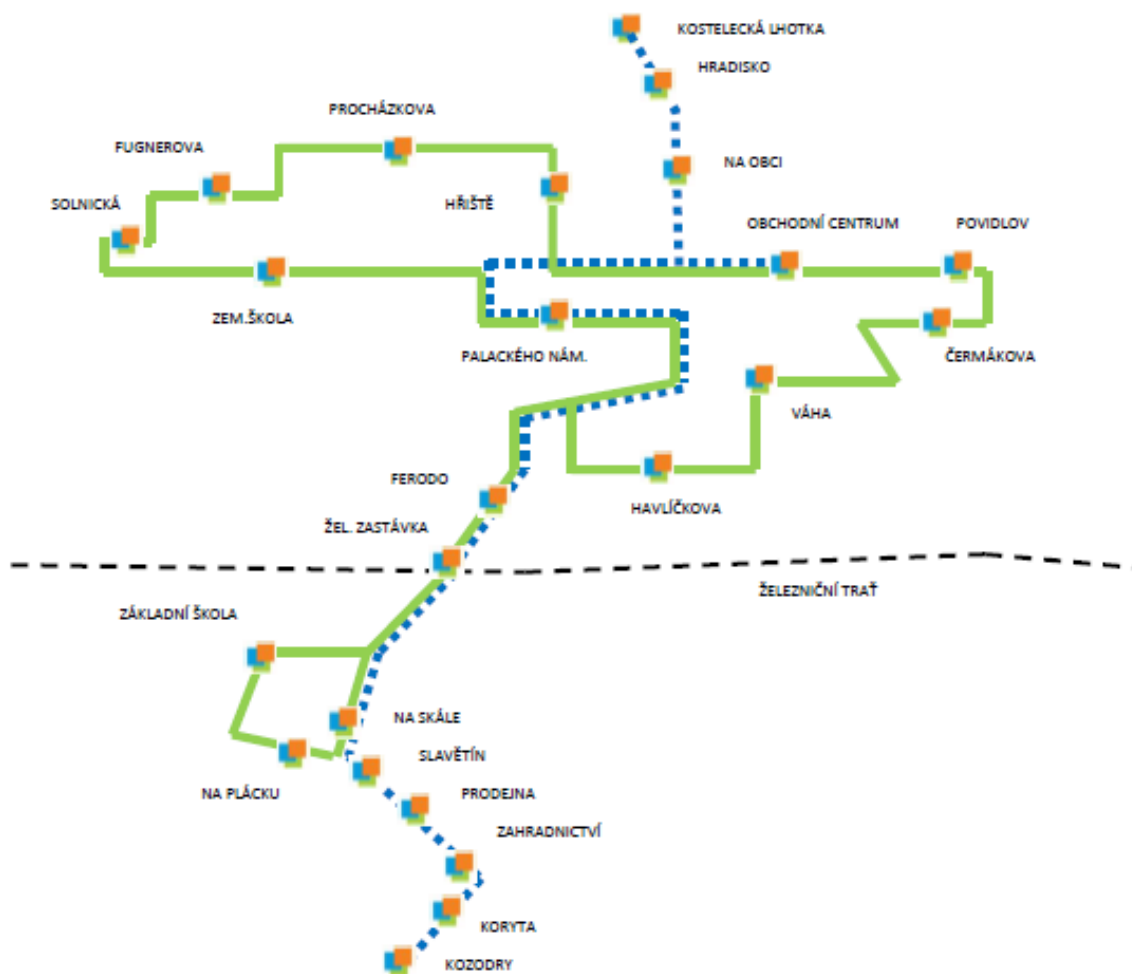 KOSTELECKÁ LHOTKA
HRADISKO
PROCHÁZKOVA
FUGNEROVA
NA OBCI
SOLNICKÁ
HŘIŠTĚ
OBCHODNÍ CENTRUM
POVIDLOV
ZEM.ŠKOLA
PALACKÉHO NÁM.
ČERMÁKOVA
VÁHA
FERODO
HAVLÍČKOVA
ŽEL. ZASTÁVKA
ŽELEZNIČNÍ TRAŤ
ZÁKLADNÍ ŠKOLA
NA SKÁLE
SLAVĚTÍN
NA PLÁCKU
PRODEJNA
ZAHRADNICTVÍ
KORYTA
KOZODRY